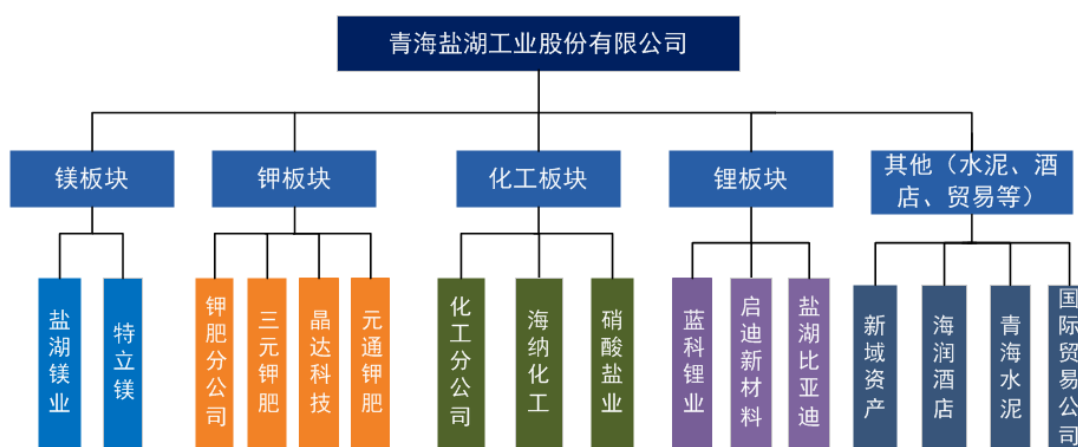 青海盐湖工业股份有限公司
镁板块
钾板块
化工板块
锂板块
其他（水泥、酒
店、贸易等）
盐湖镁业
特立镁
钾肥分公司
三元钾肥
晶达科技
元通钾肥
化工分公司
海纳化工
硝酸盐业
蓝科锂业
启迪新材料
盐湖比亚迪
新域资产
海润酒店
青海水泥
国际贸易公司